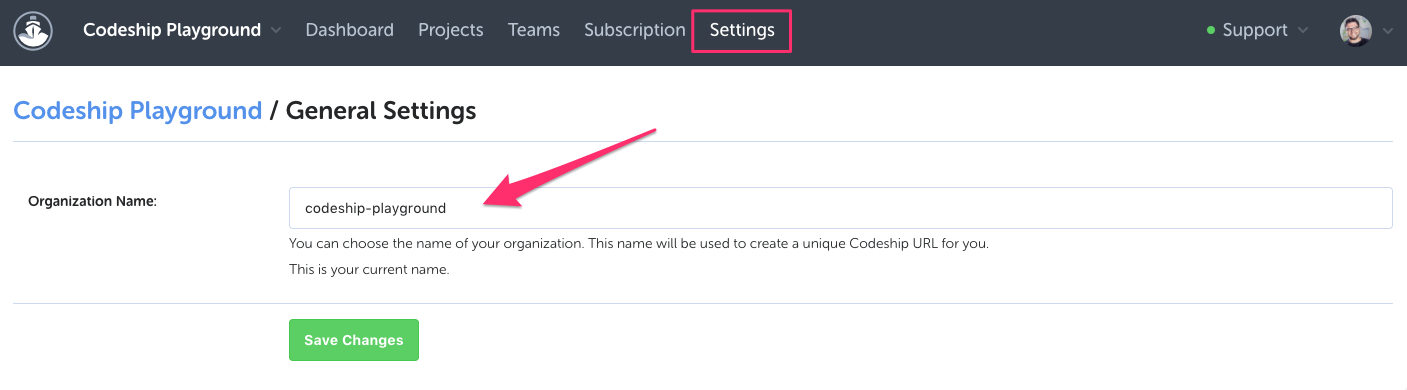 Codeship Playground Dashboard Projects Teams Subscription Settings Support
Codeship Playground / General Settings
Organization Name:
codeship-playground
You can choose the name of your organization. This name will be used to create a unique Codeship URL for you.
This is your current name.
Save Changes